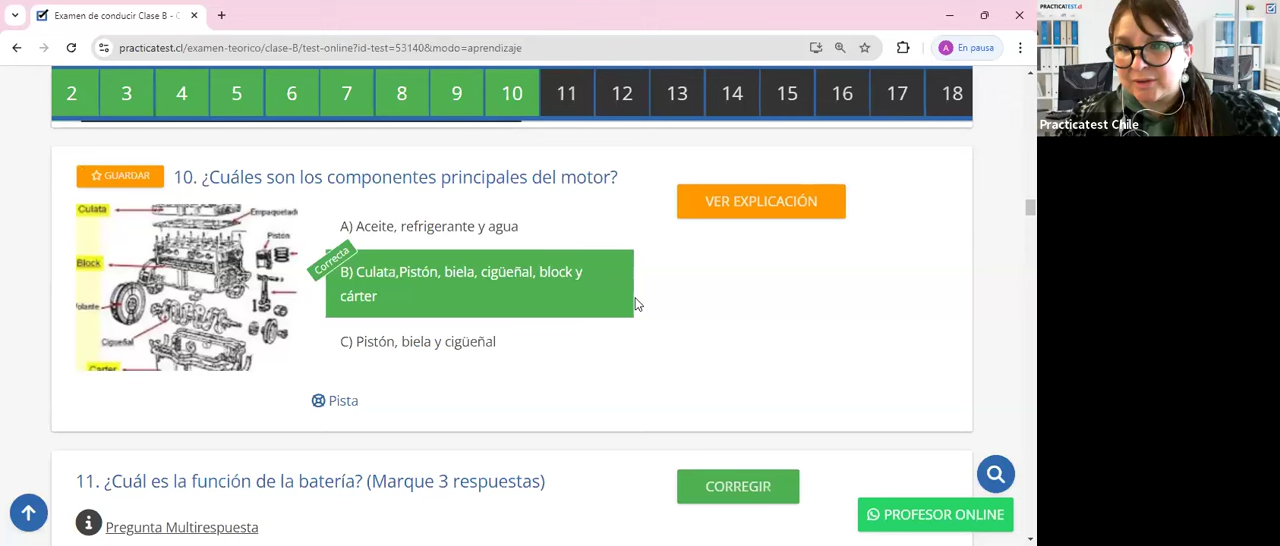 Examen de conducir Clase B - C
practicatest.cl/examen-teorico/clase-B/test-online?id-test=53140&modo=aprendizaje
A
En pausa
PRACTICATEST.cl
Practicatest Chile
2 3 4 5 6 7 8 9 10 11 12 13 14 15 16 17 18
GUARDAR
10. ¿Cuáles son los componentes principales del motor?
VER EXPLICACIÓN
Culata
Empaquetad
Pistón
Block
volante
Cigueñal
Carter
A) Aceite, refrigerante y agua
Correcta
B) Culata,Pistón, biela, cigüeñal, block y
cárter
C) Pistón, biela y cigüeñal
Pista
11. ¿Cuál es la función de la batería? (Marque 3 respuestas)
CORREGIR
Pregunta Multirespuesta
PROFESOR ONLINE